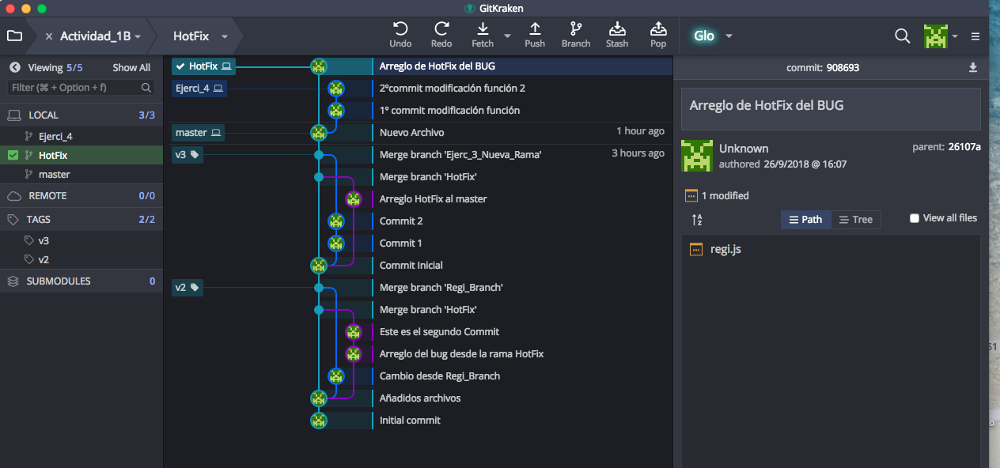 GitKraken
Actividad_1B
HotFix
Undo
Redo
Fetch
Push
Branch
Stash
Pop
Glo
Viewing 5/5
Show All
Filter (⌘ + Option + f)
LOCAL 3/3
Ejerci_4
HotFix
master
REMOTE 0/0
TAGS 2/2
v3
v2
SUBMODULES 0
HotFix Arreglo de HotFix del BUG
Ejerci_4 2ºcommit modificación función 2
1º commit modificación función
master Nuevo Archivo 1 hour ago
v3 Merge branch 'Ejerc_3_Nueva_Rama' 3 hours ago
Merge branch 'HotFix'
Arreglo HotFix al master
Commit 2
Commit 1
Commit Inicial
v2 Merge branch 'Regi_Branch'
Merge branch 'HotFix'
Este es el segundo Commit
Arreglo del bug desde la rama HotFix
Cambio desde Regi_Branch
Añadidos archivos
Initial commit
commit: 908693
Arreglo de HotFix del BUG
Unknown
parent: 26107a
authored 26/9/2018 @ 16:07
1 modified
A
Z
Path
Tree
View all files
regi.js